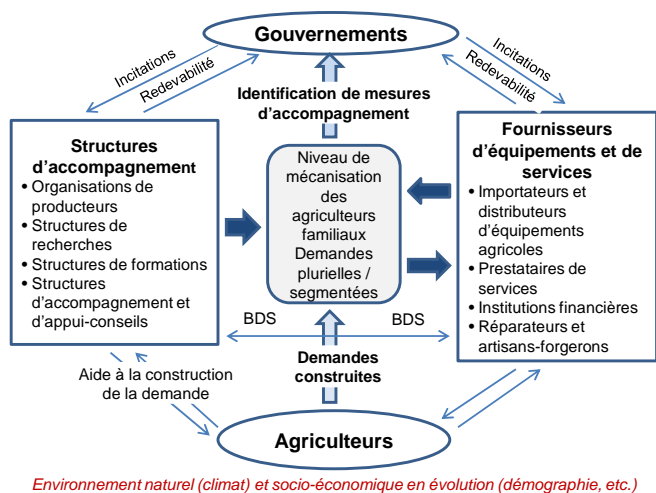 Gouvernements
Incitations
Redevabilité
Identification de mesures
d'accompagnement
Incitations
Redevabilité
Structures
d'accompagnement
• Organisations de
producteurs
• Structures de
recherches
• Structures de formations
• Structures
d'accompagnement et
d'appui-conseils
Niveau de
mécanisation
des
agriculteurs
familiaux
Demandes
plurielles /
segmentées
Fournisseurs
d'équipements et de
services
• Importateurs et
distributeurs
d'équipements
agricoles
• Prestataires de
services
• Institutions financières
• Réparateurs et
artisans-forgerons
BDS
BDS
Aide à la construction
de la demande
Demandes
construites
Agriculteurs
Environnement naturel (climat) et socio-économique en évolution (démographie, etc.)